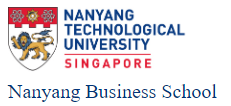 NANYANG
TECHNOLOGICAL
UNIVERSITY
SINGAPORE
Nanyang Business School